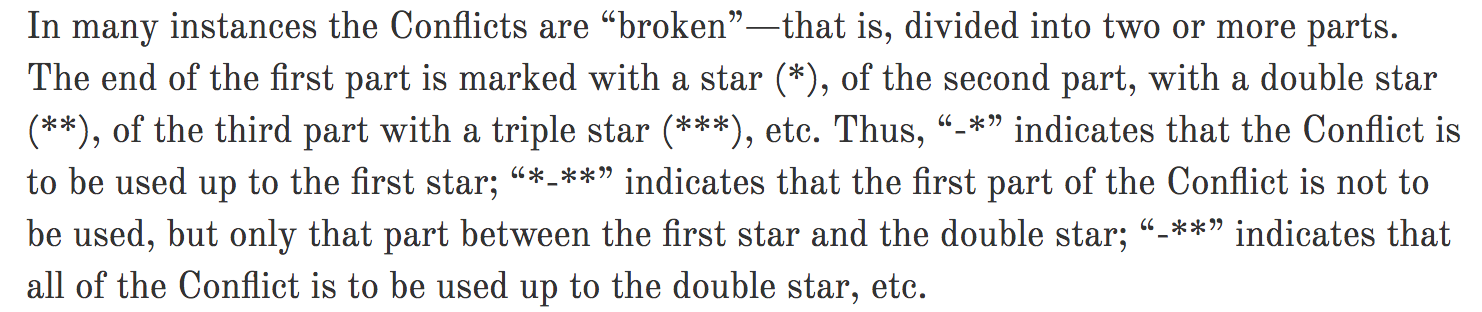 In many instances the Conflicts are “broken”—that is, divided into two or more parts.
The end of the first part is marked with a star (*), of the second part, with a double star
(**), of the third part with a triple star (***), etc. Thus, “-*” indicates that the Conflict is
to be used up to the first star; “*-**” indicates that the first part of the Conflict is not to
be used, but only that part between the first star and the double star; “-**” indicates that
all of the Conflict is to be used up to the double star, etc.